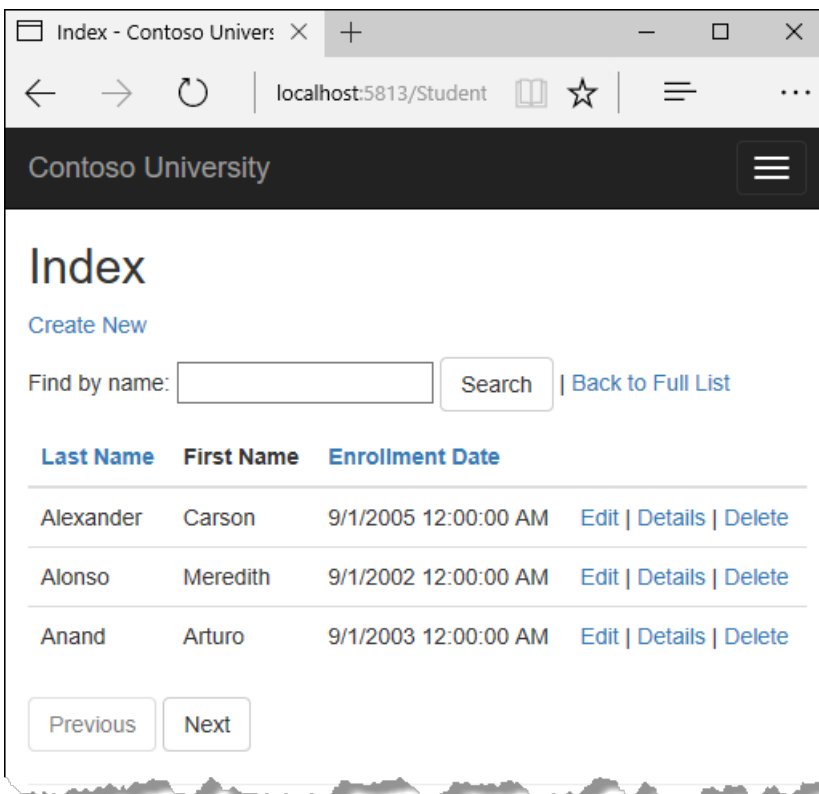 Index - Contoso Univers
localhost:5813/Student
Contoso University
Index
Create New
Find by name: Search | Back to Full List
Last Name First Name Enrollment Date
Alexander Carson 9/1/2005 12:00:00 AM Edit | Details | Delete
Alonso Meredith 9/1/2002 12:00:00 AM Edit | Details | Delete
Anand Arturo 9/1/2003 12:00:00 AM Edit | Details | Delete
Previous Next